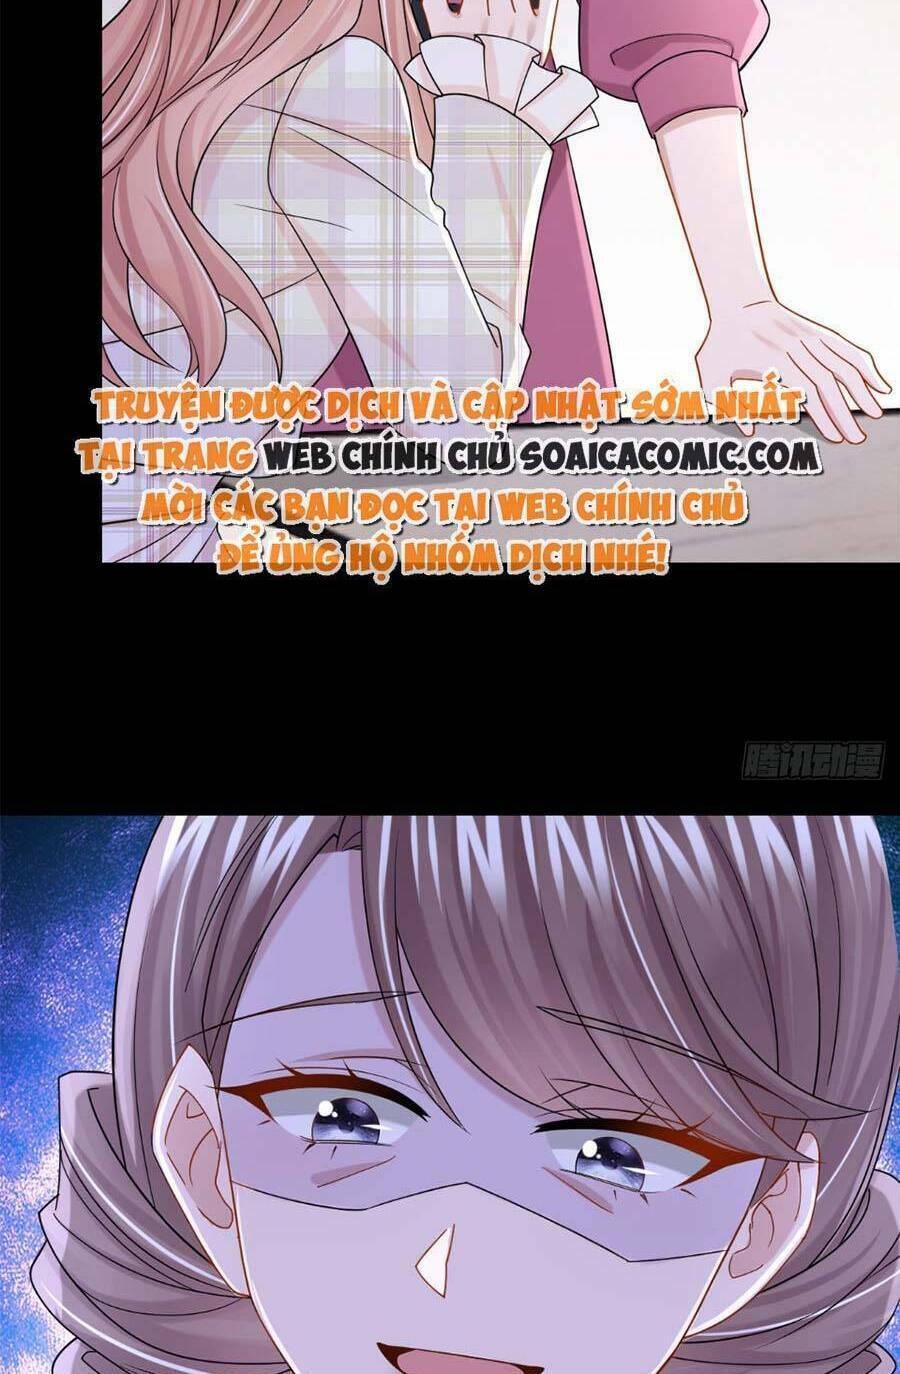 TRUYỆN ĐƯỢC DỊCH VÀ CẬP NHẬT SỚM NHẤT
TẠI TRANG WEB CHÍNH CHỦ SOAICACOMIC.COM
MỜI CÁC BẠN ĐỌC TẠI WEB CHÍNH CHỦ
ĐỂ ỦNG HỘ NHÓM DỊCH NHÉ!
腾讯动漫